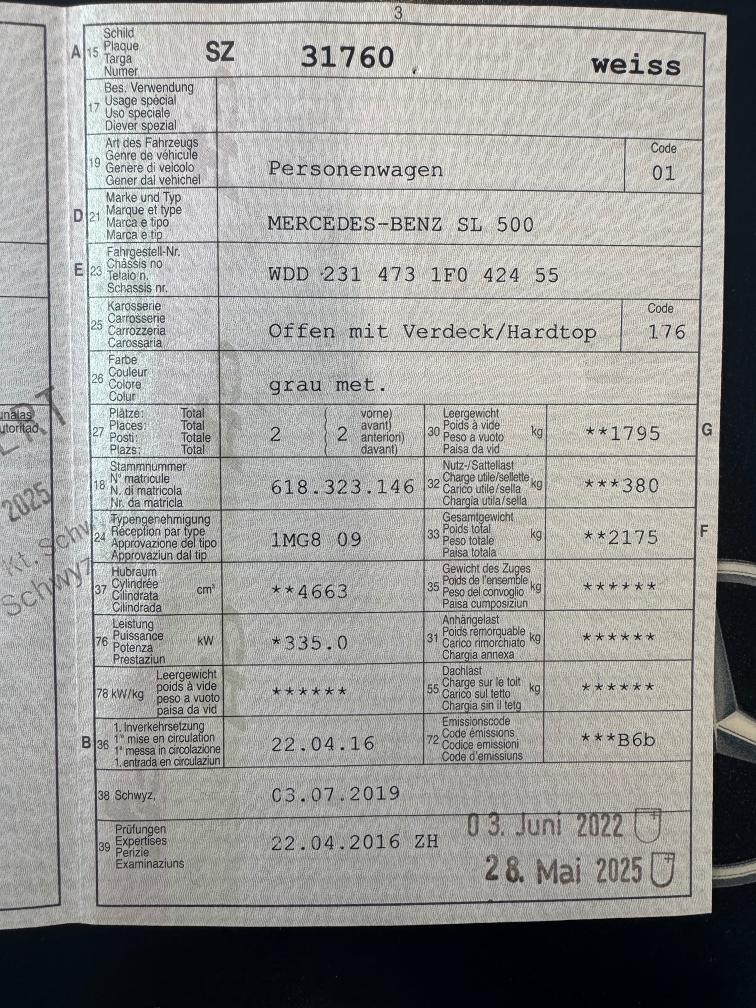 3
A 15 Schild
Plaque
Targa
Numer
SZ 31760 weiss
17 Bes. Verwendung
Usage spécial
Uso speciale
Diever spezial
19 Art des Fahrzeugs
Genre de véhicule
Genere di veicolo
Gener dal vehichel
Personenwagen
Code
01
D 21 Marke und Typ
Marque et type
Marca e tipo
Marca e tip
MERCEDES-BENZ SL 500
E 23 Fahrgestell-Nr.
Châssis no
Telaio n.
Schassis nr.
WDD 231 473 1F0 424 55
25 Karosserie
Carrosserie
Carrozzeria
Carossaria
Offen mit Verdeck/Hardtop
Code
176
26 Farbe
Couleur
Colore
Colur
grau met.
27 Plätze: Total
Places: Total
Posti: Totale
Plazs: Total
2 ( 2 vorne)
avant)
anteriori)
davant)
30 Leergewicht
Poids à vide
Peso a vuoto
Paisa da vid
kg **1795 G
18 Stammnummer
N° matricule
N. di matricola
Nr. da matricla
618.323.146
32 Nutz-/Sattellast
Charge utile/sellette
Carico utile/sella
Chargia utila/sella
kg ***380
24 Typengenehmigung
Réception par type
Approvazione del tipo
Approvaziun dal tip
1MG8 09
33 Gesamtgewicht
Poids total
Peso totale
Paisa totala
kg **2175 F
37 Hubraum
Cylindrée
Cilindrata
Cilindrada
cm³ **4663
35 Gewicht des Zuges
Poids de l'ensemble
Peso del convoglio
Paisa cumposiziun
kg ******
76 Leistung
Puissance
Potenza
Prestaziun
kW *335.0
31 Anhängelast
Poids remorquable
Carico rimorchiato
Chargia annexa
kg ******
78 kW/kg Leergewicht
poids à vide
peso a vuoto
paisa da vid
******
55 Dachlast
Charge sur le toit
Carico sul tetto
Chargia sin il tetg
kg ******
B 36 1. Inverkehrsetzung
1re mise en circulation
1a messa in circolazione
1. entrada en circulaziun
22.04.16
72 Emissionscode
Code émissions
Codice emissioni
Code d'emissiuns
***B6b
38 Schwyz, 03.07.2019
39 Prüfungen
Expertises
Perizie
Examinaziuns
22.04.2016 ZH
03. Juni 2022
28. Mai 2025
2025
Kt. Schw
Schwyz